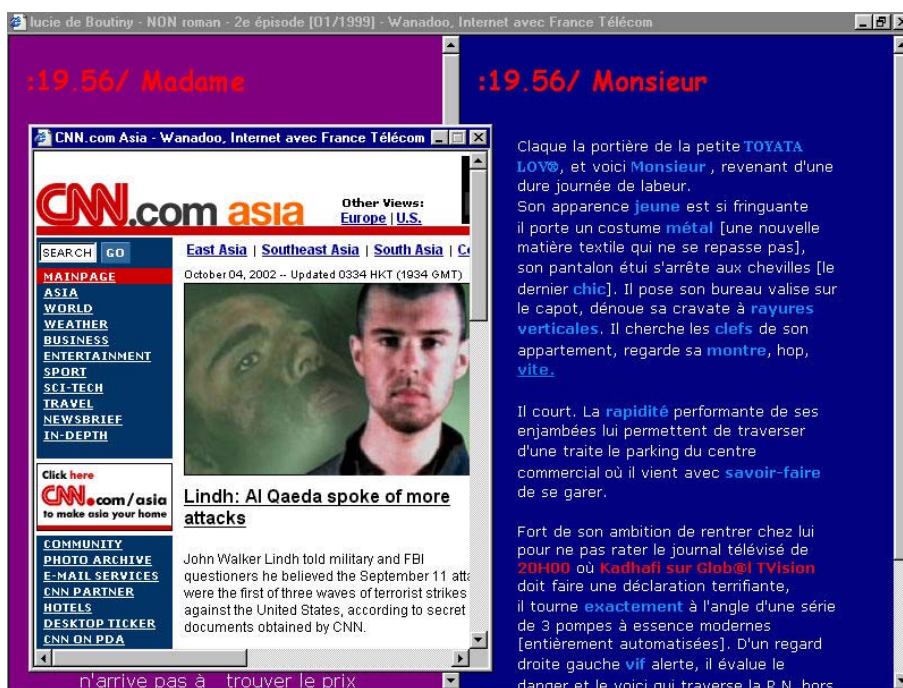 lucie de Boutiny - NON roman - 2e épisode [01/1999] - Wanadoo, Internet avec France Télécom
:19.56/ Madame
CNN.com Asia - Wanadoo, Internet avec France Télécom
CNN.com asia
Other Views:
Europe | U.S.
SEARCH GO
East Asia | Southeast Asia | South Asia |
October 04, 2002 -- Updated 0334 HKT (1934 GMT)
MAINPAGE
ASIA
WORLD
WEATHER
BUSINESS
ENTERTAINMENT
SPORT
SCI-TECH
TRAVEL
NEWSBRIEF
IN-DEPTH
Click here
CNN.com/asia
to make asia your home
COMMUNITY
PHOTO ARCHIVE
E-MAIL SERVICES
CNN PARTNER
HOTELS
DESKTOP TICKER
CNN ON PDA
Lindh: Al Qaeda spoke of more
attacks
John Walker Lindh told military and FBI
questioners he believed the September 11 atta
were the first of three waves of terrorist strikes
against the United States, according to secret
documents obtained by CNN.
n'arrive pas à trouver le prix
:19.56/ Monsieur
Claque la portière de la petite TOYATA
LOV®, et voici Monsieur , revenant d'une
dure journée de labeur.
Son apparence jeune est si fringuante
il porte un costume métal [une nouvelle
matière textile qui ne se repasse pas],
son pantalon étui s'arrête aux chevilles [le
dernier chic]. Il pose son bureau valise sur
le capot, dénoue sa cravate à rayures
verticales. Il cherche les clefs de son
appartement, regarde sa montre, hop,
vite.
Il court. La rapidité performante de ses
enjambées lui permettent de traverser
d'une traite le parking du centre
commercial où il vient avec savoir-faire
de se garer.
Fort de son ambition de rentrer chez lui
pour ne pas rater le journal télévisé de
20H00 où Kadhafi sur Glob@l TVision
doit faire une déclaration terrifiante,
il tourne exactement à l'angle d'une série
de 3 pompes à essence modernes
[entièrement automatisées]. D'un regard
droite gauche vif alerte, il évalue le
danger et le voici qui traverse la R.N. hors